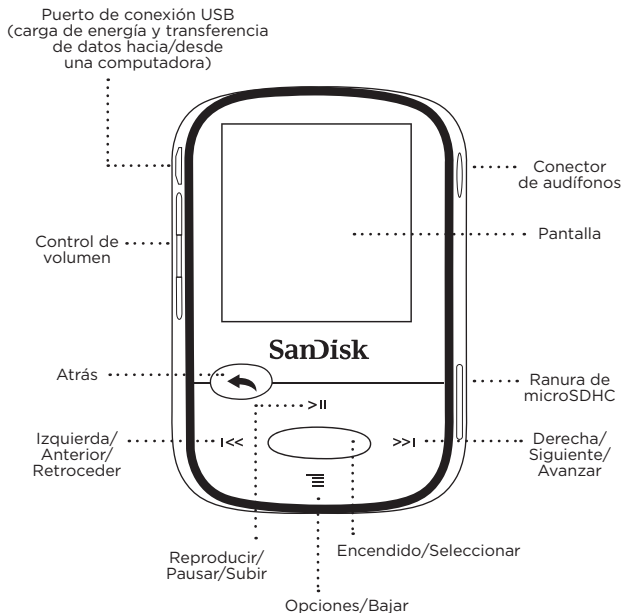 Puerto de conexión USB
(carga de energía y transferencia
de datos hacia/desde
una computadora)
Conector
de audífonos
Control de
volumen
Pantalla
SanDisk
Atrás
Ranura de
microSDHC
>II
Izquierda/
Anterior/
Retroceder
I<<
>>I
Derecha/
Siguiente/
Avanzar
Reproducir/
Pausar/Subir
Encendido/Seleccionar
Opciones/Bajar